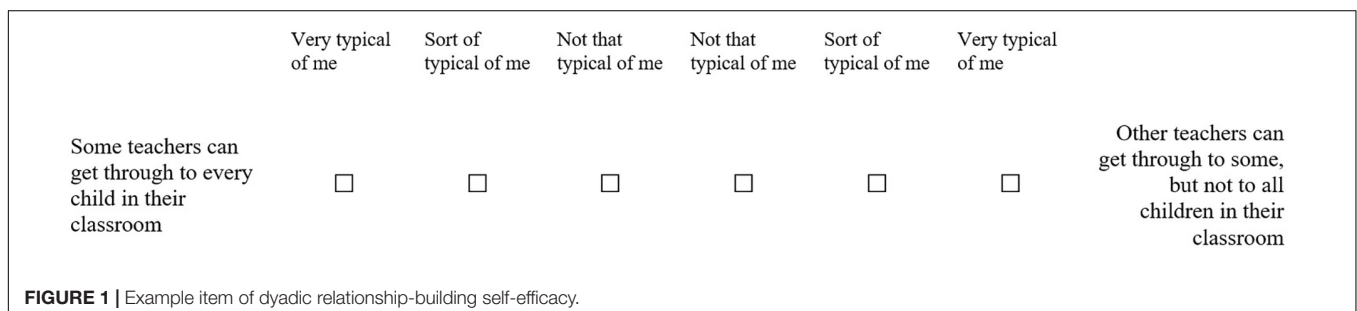 Very typical of me
Sort of typical of me
Not that typical of me
Not that typical of me
Sort of typical of me
Very typical of me
Some teachers can
get through to every
child in their
classroom
Other teachers can
get through to some,
but not to all
children in their
classroom
FIGURE 1 | Example item of dyadic relationship-building self-efficacy.